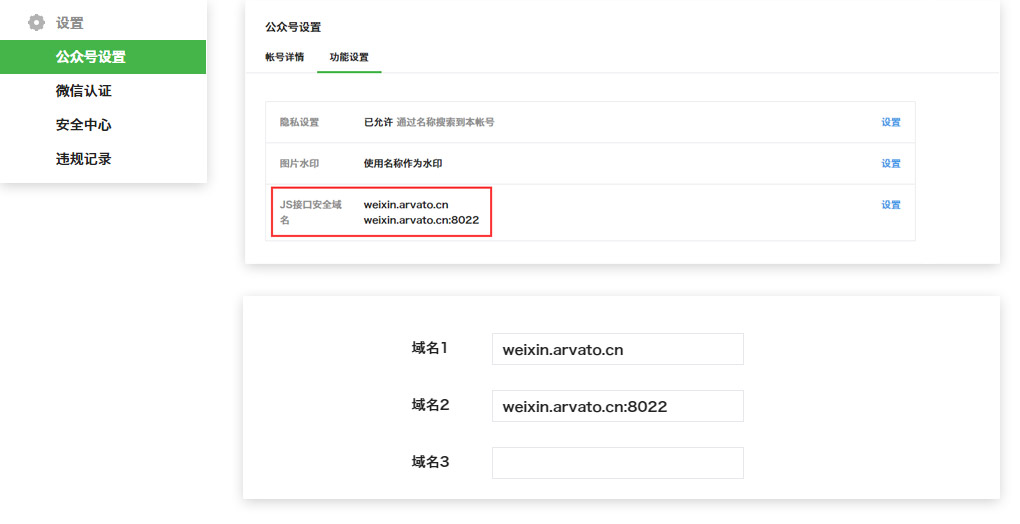 设置
公众号设置
微信认证
安全中心
违规记录
公众号设置
帐号详情 功能设置
隐私设置 已允许 通过名称搜索到本帐号 设置
图片水印 使用名称作为水印 设置
JS接口安全域 weixin.arvato.cn 设置
名 weixin.arvato.cn:8022
域名1 weixin.arvato.cn
域名2 weixin.arvato.cn:8022
域名3